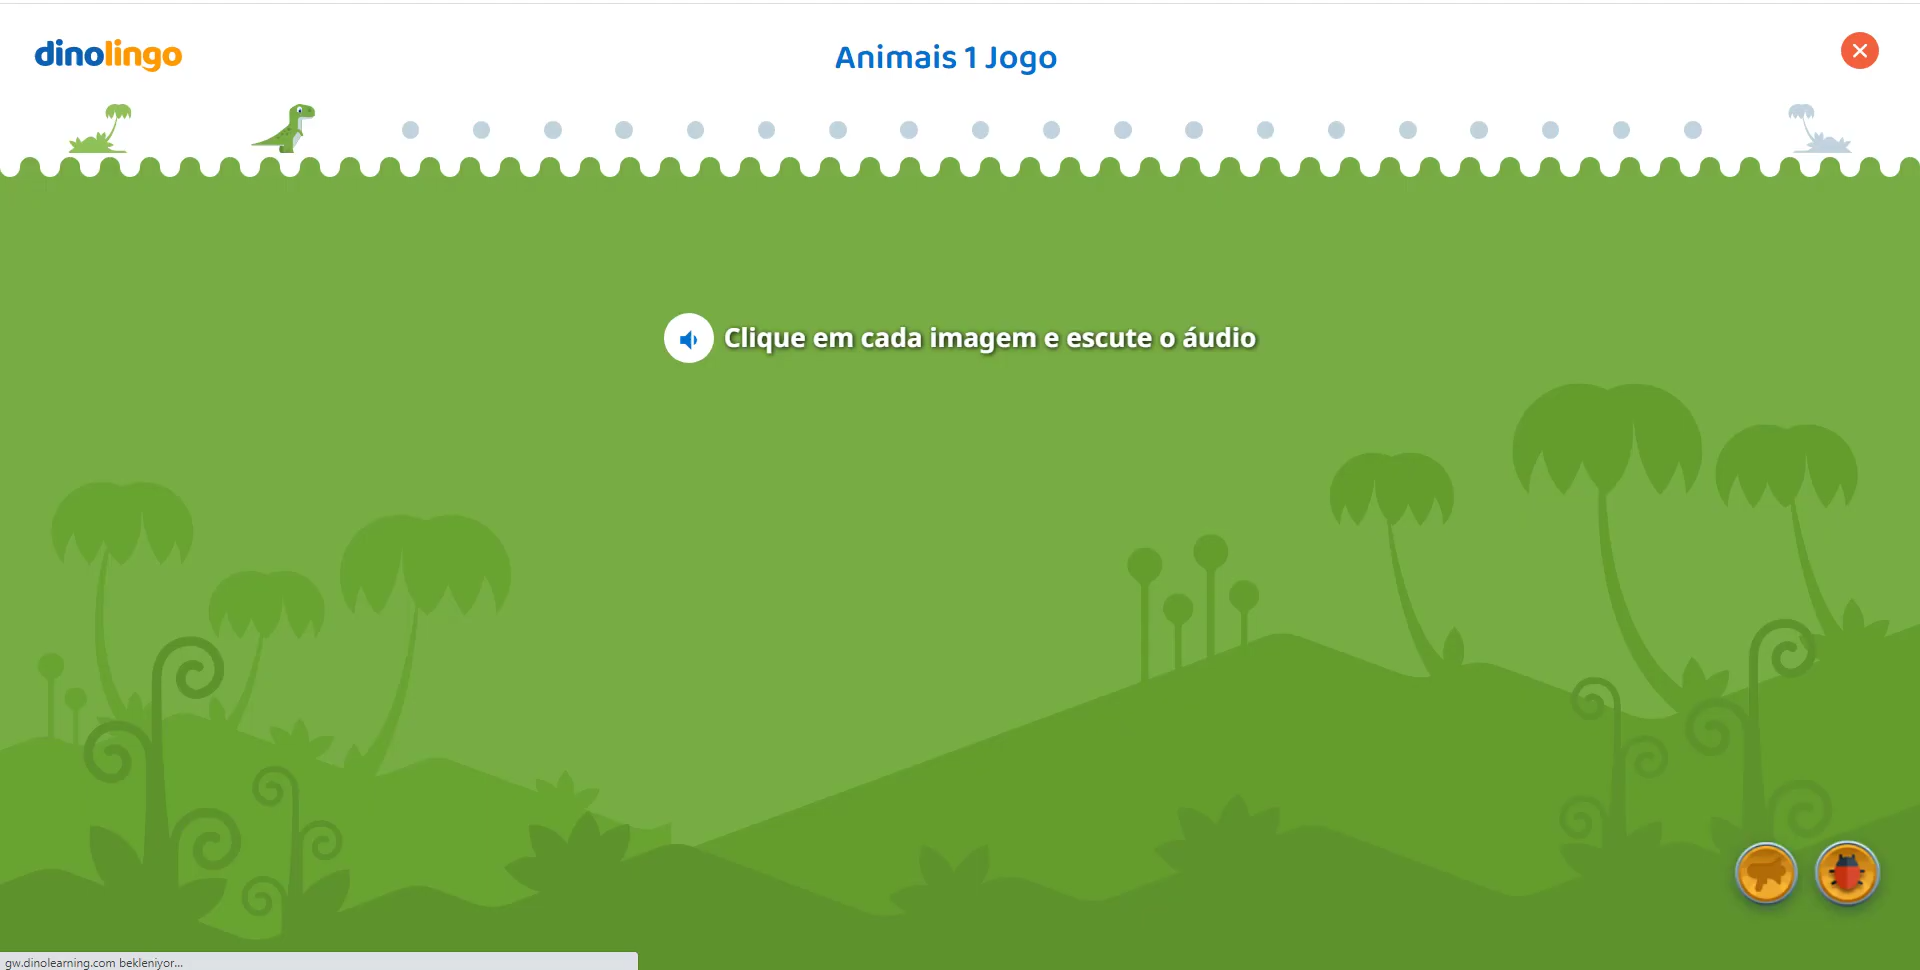 dinolingo
Animais 1 Jogo
Clique em cada imagem e escute o áudio
gw.dinolearning.com bekleniyor...